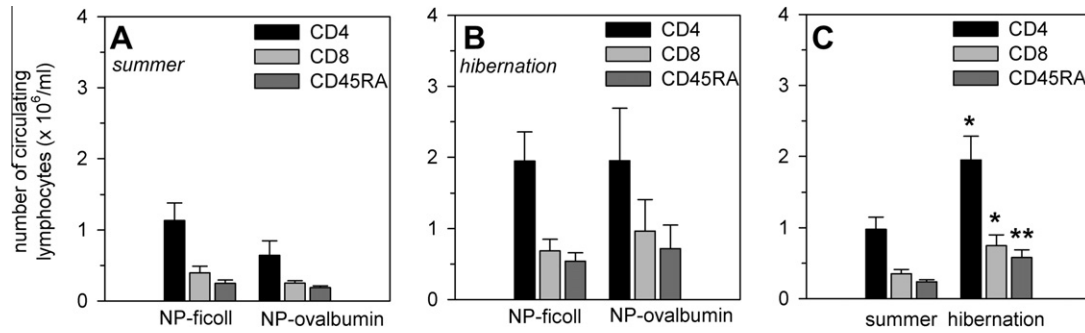 number of circulating
lymphocytes (x 10⁶/ml)
A
summer
CD4
CD8
CD45RA
4
3
2
1
0
NP-ficoll
NP-ovalbumin
B
hibernation
CD4
CD8
CD45RA
4
3
2
1
0
NP-ficoll
NP-ovalbumin
C
CD4
CD8
CD45RA
4
3
2
1
0
*
*
**
summer
hibernation